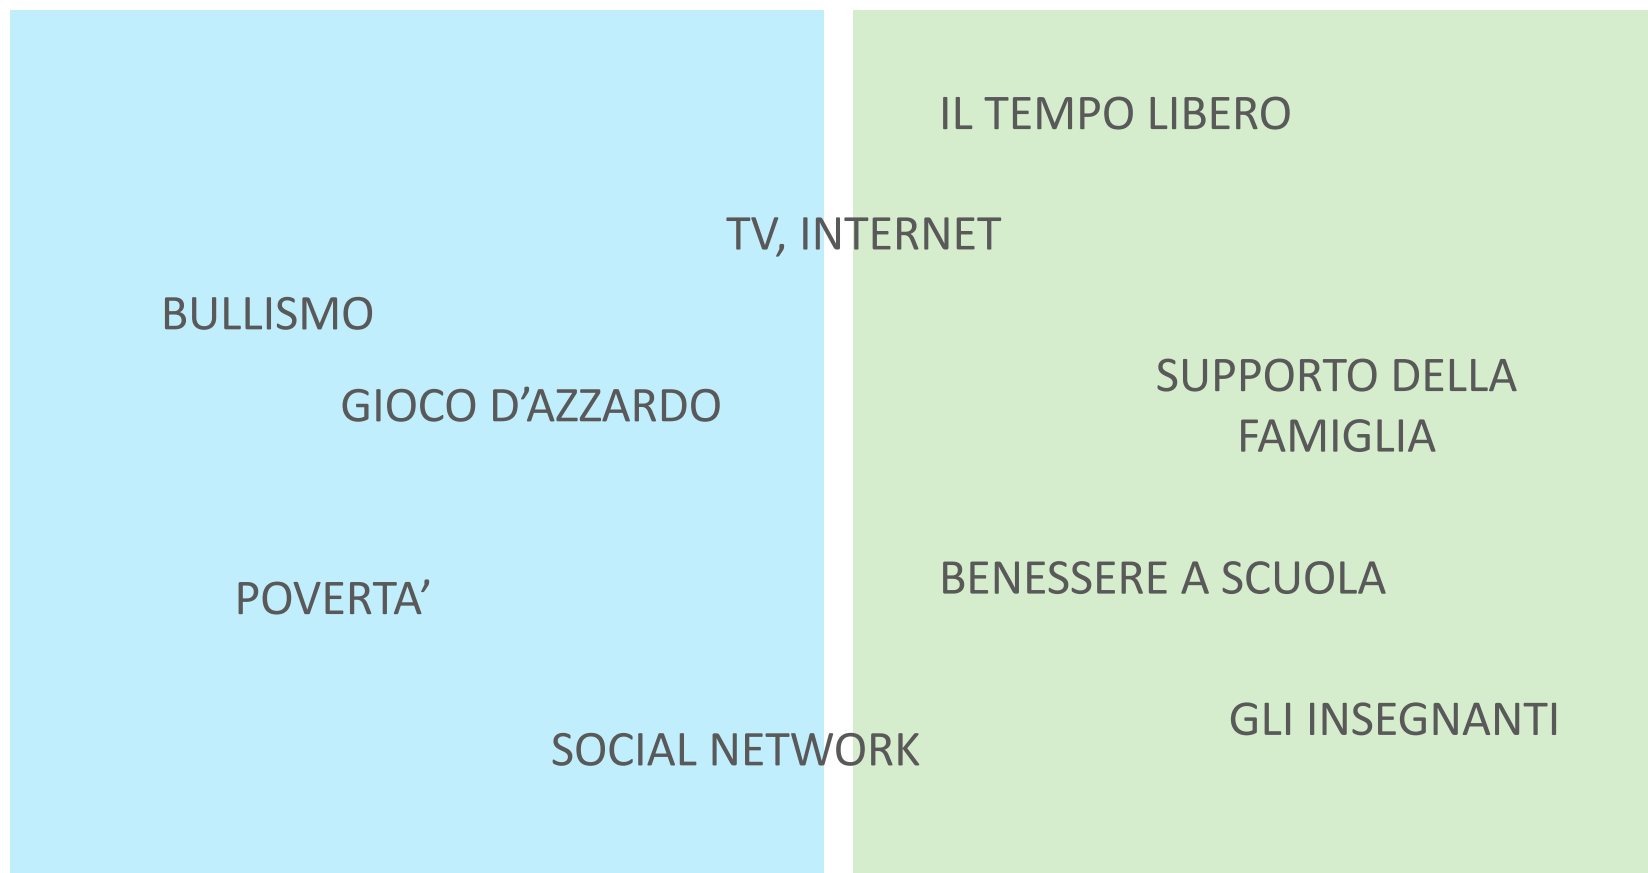 IL TEMPO LIBERO
TV, INTERNET
BULLISMO
GIOCO D’AZZARDO
SUPPORTO DELLA
FAMIGLIA
POVERTA’
BENESSERE A SCUOLA
GLI INSEGNANTI
SOCIAL NETWORK